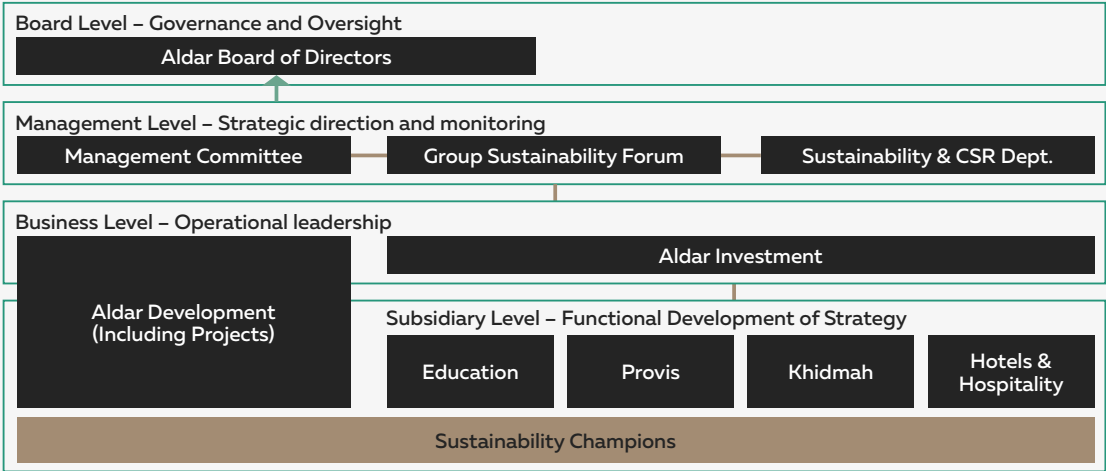 Board Level – Governance and Oversight
Aldar Board of Directors
Management Level – Strategic direction and monitoring
Management Committee
Group Sustainability Forum
Sustainability & CSR Dept.
Business Level – Operational leadership
Aldar Development
(Including Projects)
Aldar Investment
Subsidiary Level – Functional Development of Strategy
Education
Provis
Khidmah
Hotels &
Hospitality
Sustainability Champions